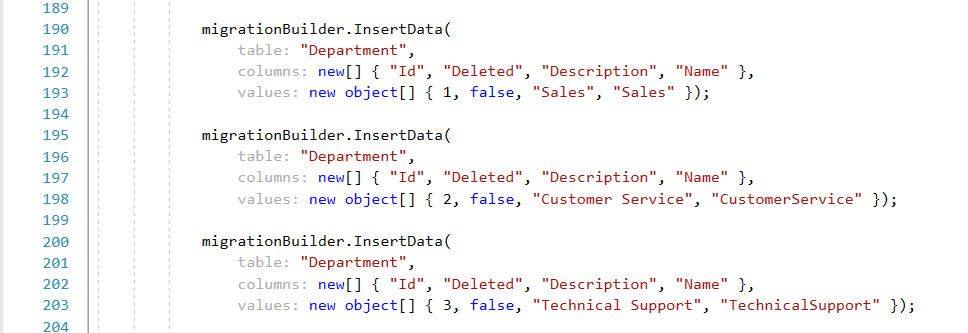 189
190 migrationBuilder.InsertData(
191 table: "Department",
192 columns: new[] { "Id", "Deleted", "Description", "Name" },
193 values: new object[] { 1, false, "Sales", "Sales" });
194
195 migrationBuilder.InsertData(
196 table: "Department",
197 columns: new[] { "Id", "Deleted", "Description", "Name" },
198 values: new object[] { 2, false, "Customer Service", "CustomerService" });
199
200 migrationBuilder.InsertData(
201 table: "Department",
202 columns: new[] { "Id", "Deleted", "Description", "Name" },
203 values: new object[] { 3, false, "Technical Support", "TechnicalSupport" });
204